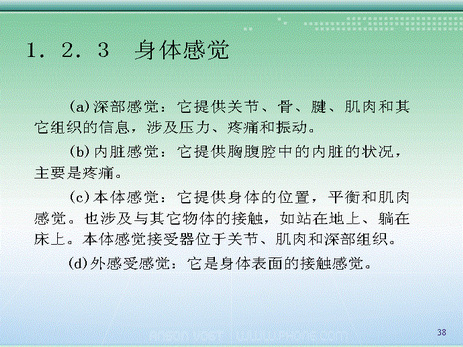 1. 2. 3 身体感觉
(a)深部感觉：它提供关节、骨、腱、肌肉和其
它组织的信息，涉及压力、疼痛和振动。
(b)内脏感觉：它提供胸腹腔中的内脏的状况，
主要是疼痛。
(c)本体感觉：它提供身体的位置，平衡和肌肉
感觉。也涉及与其它物体的接触，如站在地上、躺在
床上。本体感觉接受器位于关节、肌肉和深部组织。
(d)外感受感觉：它是身体表面的接触感觉。
38